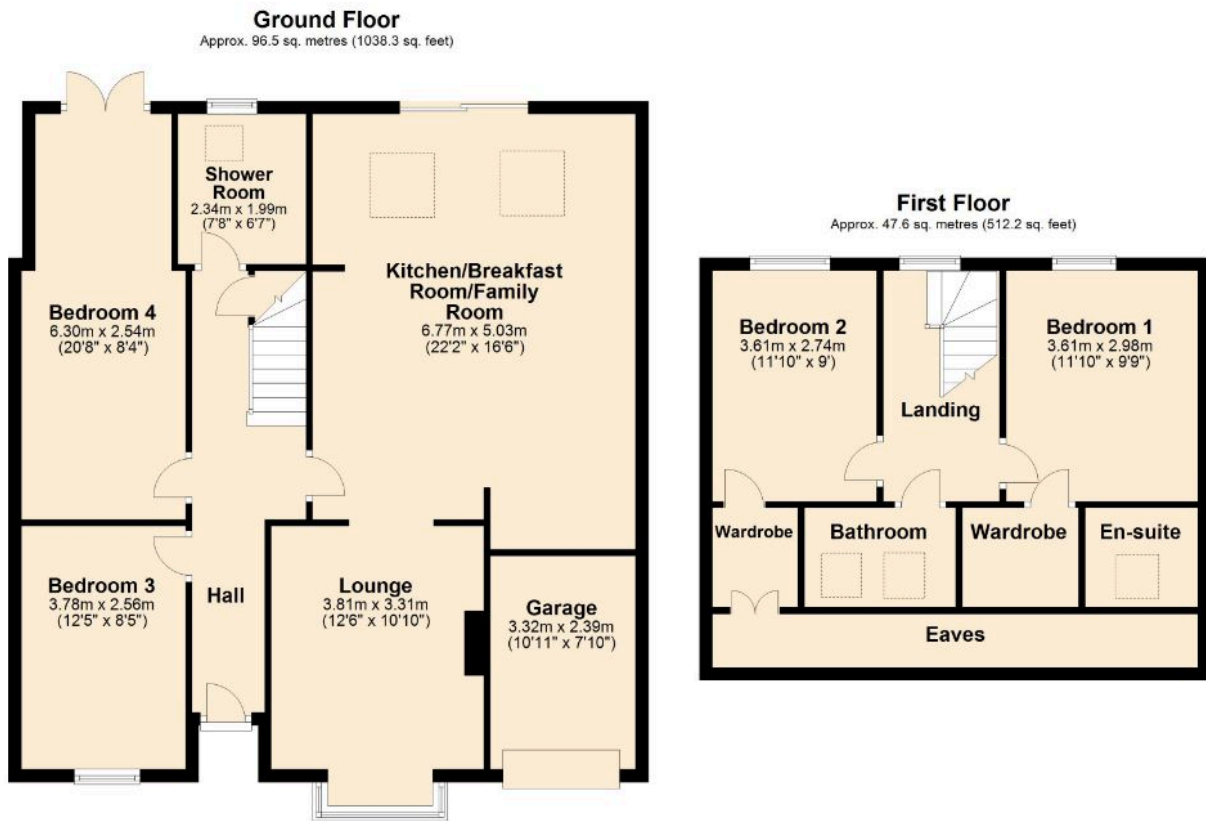 Ground Floor
Approx. 96.5 sq. metres (1038.3 sq. feet)
Shower
Room
2.34m x 1.99m
(7'8" x 6'7")
Kitchen/Breakfast
Room/Family
Room
6.77m x 5.03m
(22'2" x 16'6")
Bedroom 4
6.30m x 2.54m
(20'8" x 8'4")
Bedroom 3
3.78m x 2.56m
(12'5" x 8'5")
Hall
Lounge
3.81m x 3.31m
(12'6" x 10'10")
Garage
3.32m x 2.39m
(10'11" x 7'10")
First Floor
Approx. 47.6 sq. metres (512.2 sq. feet)
Bedroom 2
3.61m x 2.74m
(11'10" x 9')
Bedroom 1
3.61m x 2.98m
(11'10" x 9'9")
Landing
Wardrobe
Bathroom
Wardrobe
En-suite
Eaves